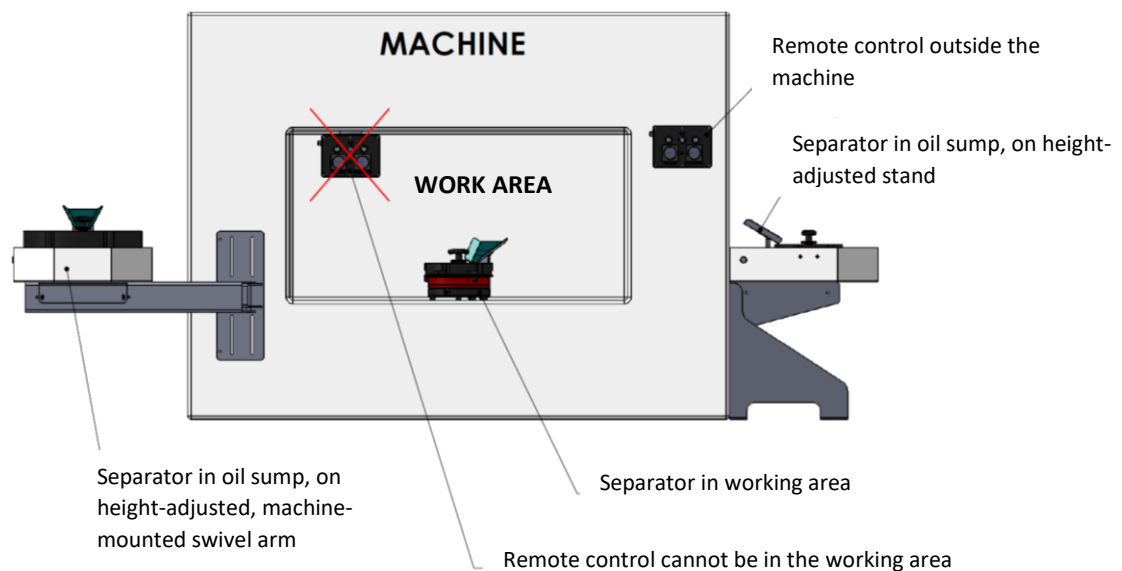 MACHINE
Remote control outside the
machine
Separator in oil sump, on height-
adjusted stand
WORK AREA
Separator in oil sump, on
height-adjusted, machine-
mounted swivel arm
Separator in working area
Remote control cannot be in the working area